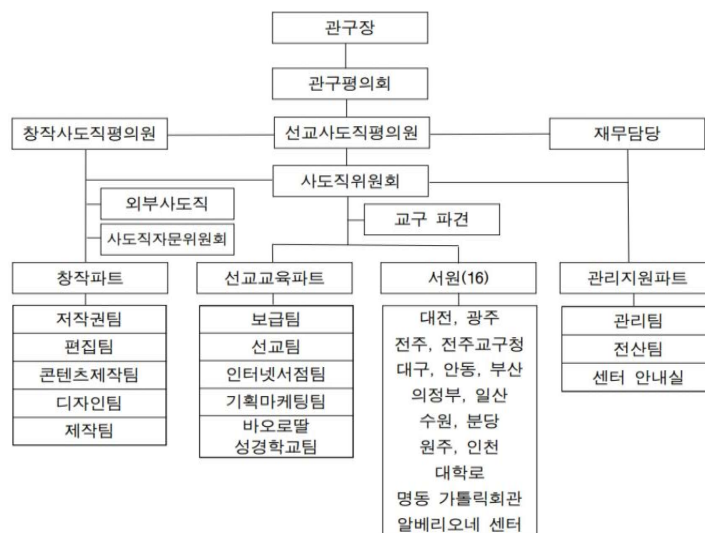 관구장
관구평의회
창작사도직평의원
선교사도직평의원
재무담당
사도직위원회
외부사도직
교구 파견
사도직자문위원회
창작파트
선교교육파트
서원(16)
관리지원파트
저작권팀
편집팀
콘텐츠제작팀
디자인팀
제작팀
보급팀
선교팀
인터넷서점팀
기획마케팅팀
바오로딸
성경학교팀
대전, 광주
전주, 전주교구청
대구, 안동, 부산
의정부, 일산
수원, 분당
원주, 인천
대학로
명동 가톨릭회관
알베리오네 센터
관리팀
전산팀
센터 안내실